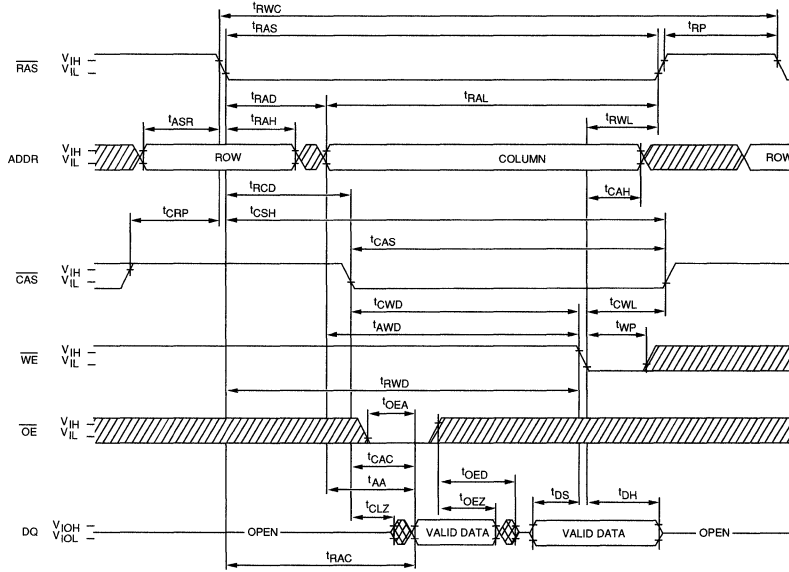 tRWC
tRAS
tRP
RAS
VIH
VIL
tRAD
tRAL
tASR
tRAH
tRWL
ADDR
VIH
VIL
ROW
COLUMN
ROW
tRCD
tCAH
tCRP
tCSH
tCAS
CAS
VIH
VIL
tCWD
tCWL
tAWD
tWP
WE
VIH
VIL
tRWD
tOEA
OE
VIH
VIL
tCAC
tOED
tAA
tOEZ
tDS
tDH
tCLZ
DQ
VIOH
VIOL
OPEN
VALID DATA
VALID DATA
OPEN
tRAC